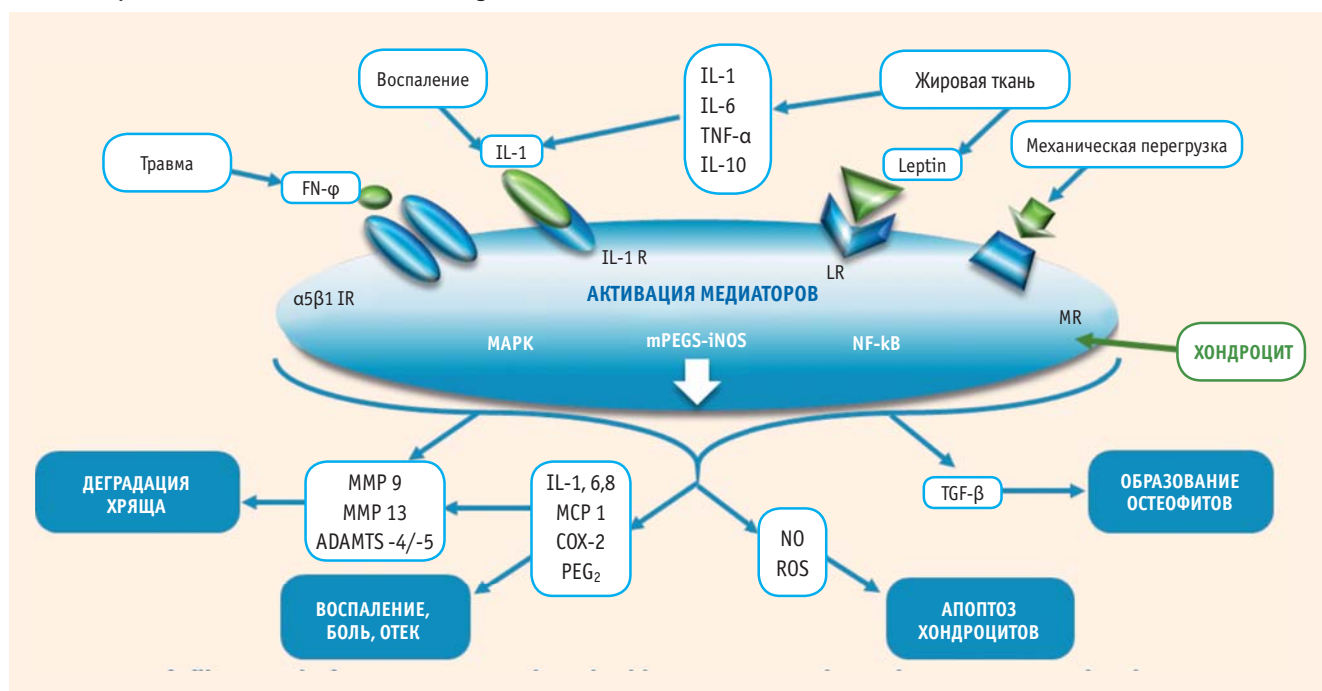 Воспаление
IL-1
IL-6
TNF-α
IL-10
Жировая ткань
Травма
FN-φ
IL-1
Leptin
Механическая перегрузка
α5β1 IR
IL-1 R
LR
MR
АКТИВАЦИЯ МЕДИАТОРОВ
MAPK
mPEGS-iNOS
NF-kB
ХОНДРОЦИТ
ДЕГРАДАЦИЯ
ХРЯЩА
MMP 9
MMP 13
ADAMTS -4/-5
IL-1, 6,8
MCP 1
COX-2
PEG₂
NO
ROS
TGF-β
ОБРАЗОВАНИЕ
ОСТЕОФИТОВ
ВОСПАЛЕНИЕ,
БОЛЬ, ОТЕК
АПОПТОЗ
ХОНДРОЦИТОВ